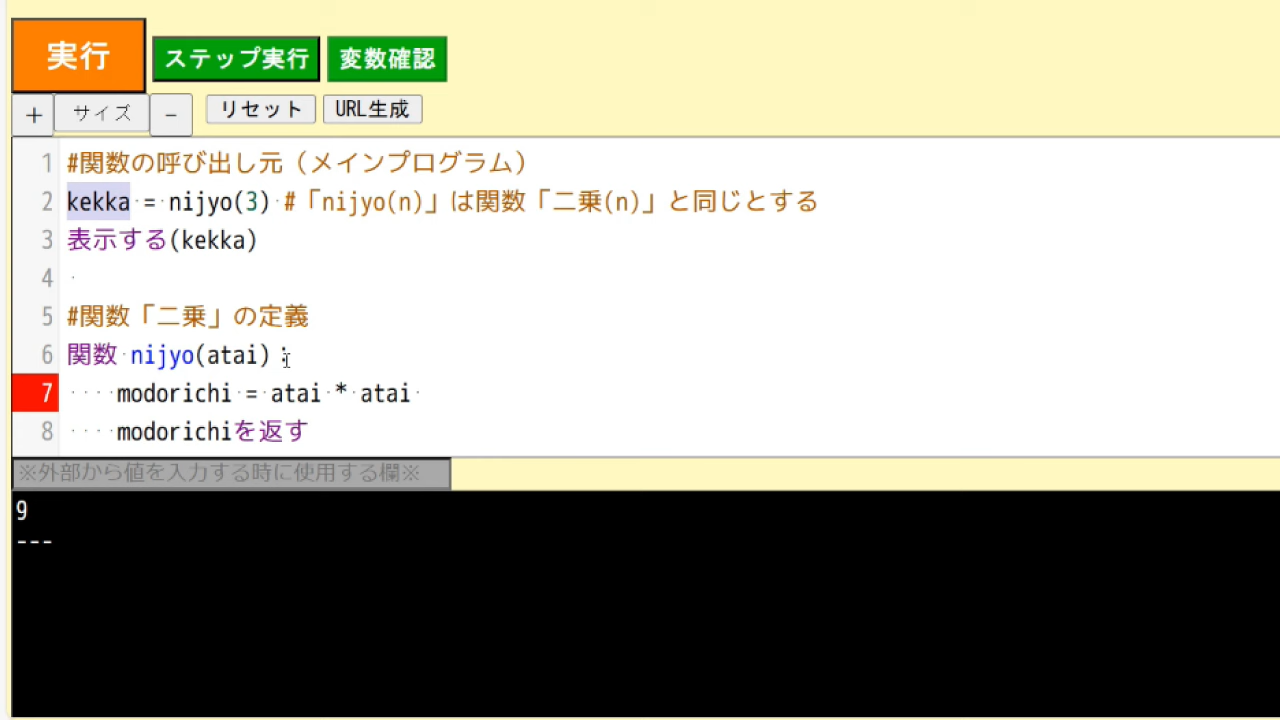 実行 ステップ実行 変数確認
+ サイズ - リセット URL生成
1 #関数の呼び出し元（メインプログラム）
2 kekka = nijyo(3) #「nijyo(n)」は関数「二乗(n)」と同じとする
3 表示する(kekka)
4
5 #関数「二乗」の定義
6 関数 nijyo(atai) :
7 modorichi = atai * atai
8 modorichiを返す
※外部から値を入力する時に使用する欄※
9
---